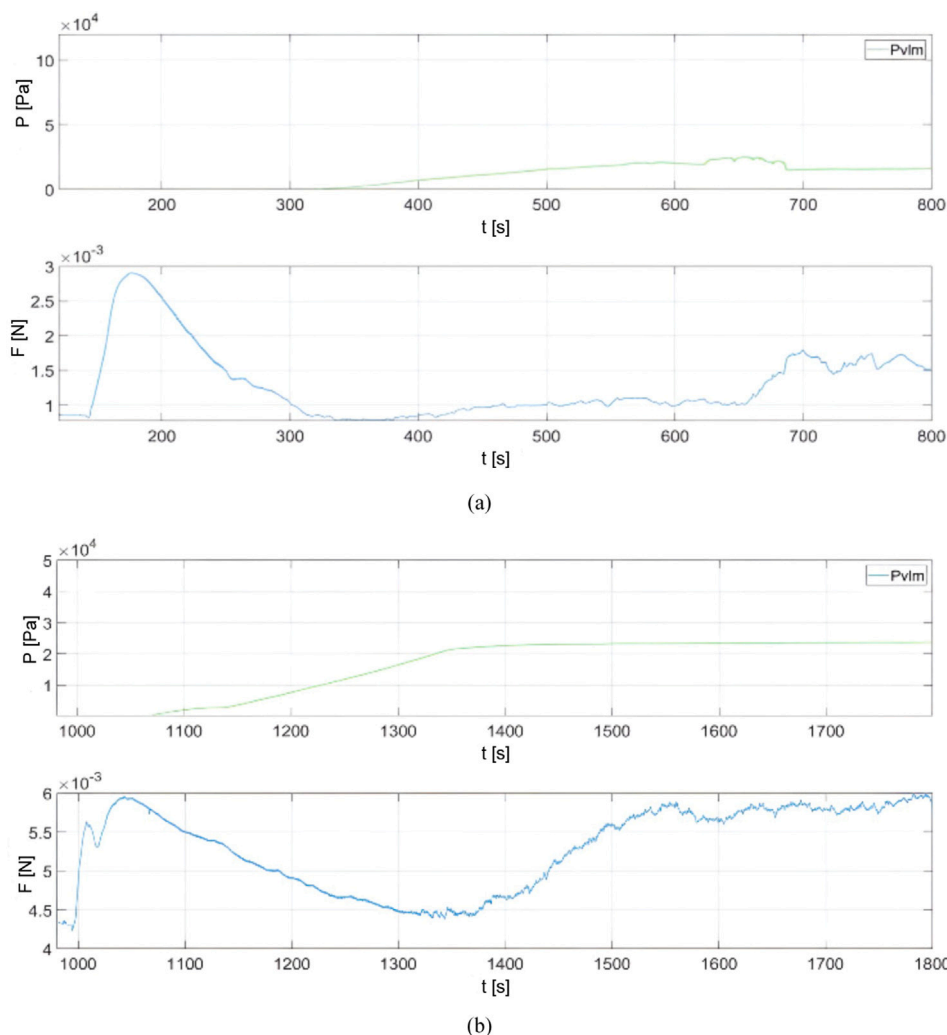 ×10⁴
Pvlm
10
5
0
P [Pa]
200 300 400 500 600 700 800
t [s]
×10⁻³
3
2.5
2
1.5
1
F [N]
200 300 400 500 600 700 800
t [s]
(a)
×10⁴
Pvlm
5
4
3
2
1
P [Pa]
1000 1100 1200 1300 1400 1500 1600 1700
t [s]
×10⁻³
6
5.5
5
4.5
4
F [N]
1000 1100 1200 1300 1400 1500 1600 1700 1800
t [s]
(b)